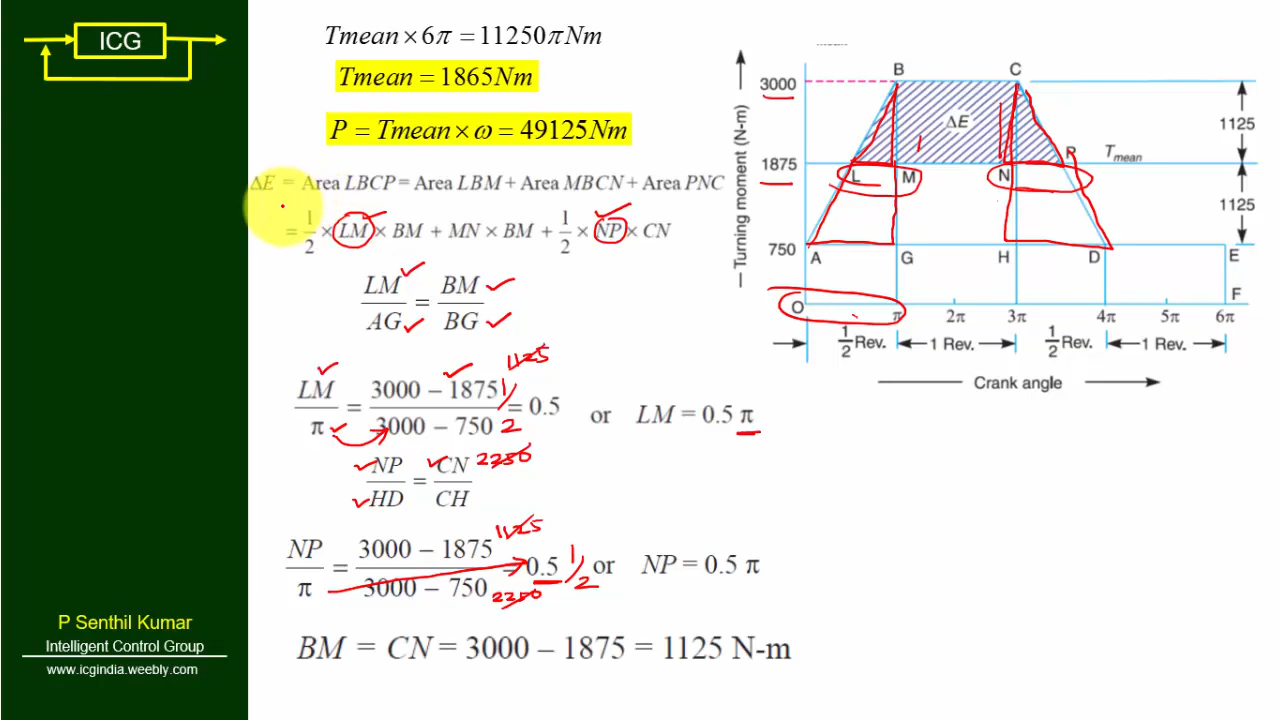 ICG
Tmean × 6π = 11250π Nm
Tmean = 1865Nm
P = Tmean × ω = 49125Nm
ΔE = Area LBCP = Area LBM + Area MBCN + Area PNC
= 1/2 × LM × BM + MN × BM + 1/2 × NP × CN
LM/AG = BM/BG
1125
LM/π = 3000 – 1875/3000 – 750 = 0.5 or LM = 0.5 π
1/2
2250
NP/HD = CN/CH
1125
NP/π = 3000 – 1875/3000 – 750 = 0.5 or NP = 0.5 π
1/2
2250
BM = CN = 3000 – 1875 = 1125 N-m
P Senthil Kumar
Intelligent Control Group
www.icgindia.weebly.com
Turning moment (N-m)
B C
3000
ΔE
1125
1875
L M N P
Tmean
1125
750
A G H D E
O F
π 2π 3π 4π 5π 6π
1/2 Rev. 1 Rev. 1/2 Rev. 1 Rev.
Crank angle